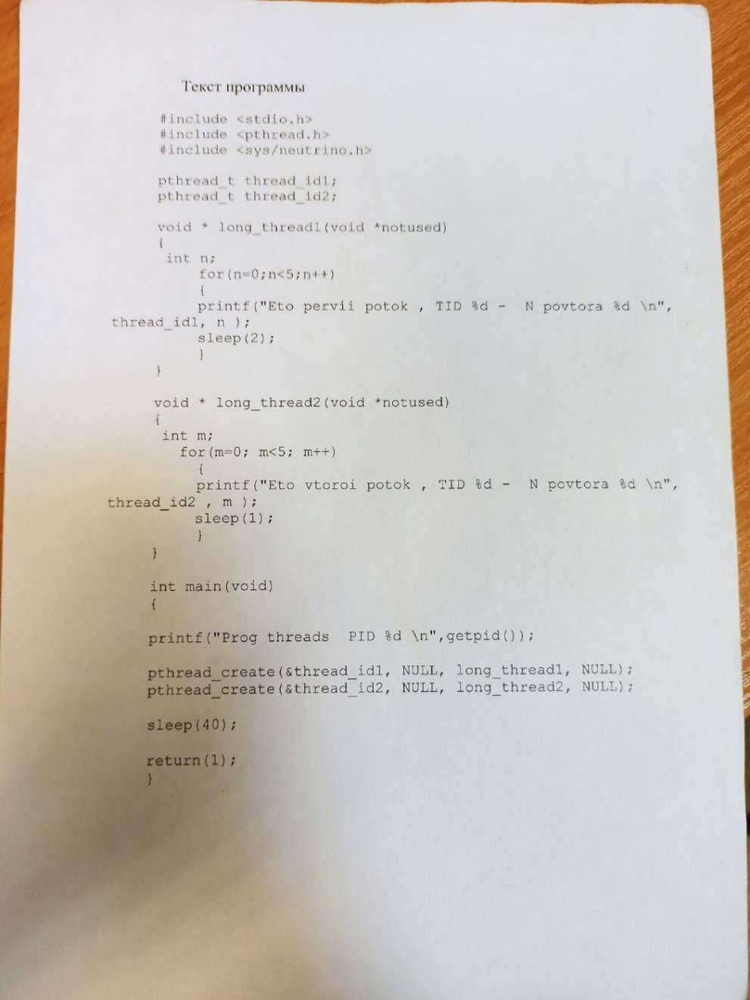 Текст программы
#include <stdio.h>
#include <pthread.h>
#include <sys/neutrino.h>
pthread_t thread_id1;
pthread_t thread_id2;
void * long_thread1(void *notused)
{
int n;
for(n=0;n<5;n++)
{
printf("Eto pervii potok , TID %d - N povtora %d \n",
thread_id1, n );
sleep(2);
}
}
void * long_thread2(void *notused)
{
int m;
for(m=0; m<5; m++)
{
printf("Eto vtoroi potok , TID %d - N povtora %d \n",
thread_id2 , m );
sleep(1);
}
}
int main(void)
{
printf("Prog threads PID %d \n",getpid());
pthread_create(&thread_id1, NULL, long_thread1, NULL);
pthread_create(&thread_id2, NULL, long_thread2, NULL);
sleep(40);
return(1);
}